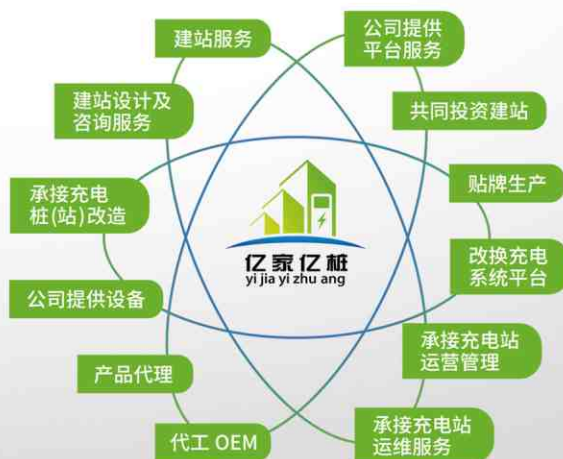 建站服务
公司提供
平台服务
建站设计及
咨询服务
共同投资建站
承接充电
桩(站)改造
贴牌生产
亿家亿桩
yi jia yi zhu ang
改换充电
系统平台
公司提供设备
承接充电站
运营管理
产品代理
代工 OEM
承接充电站
运维服务